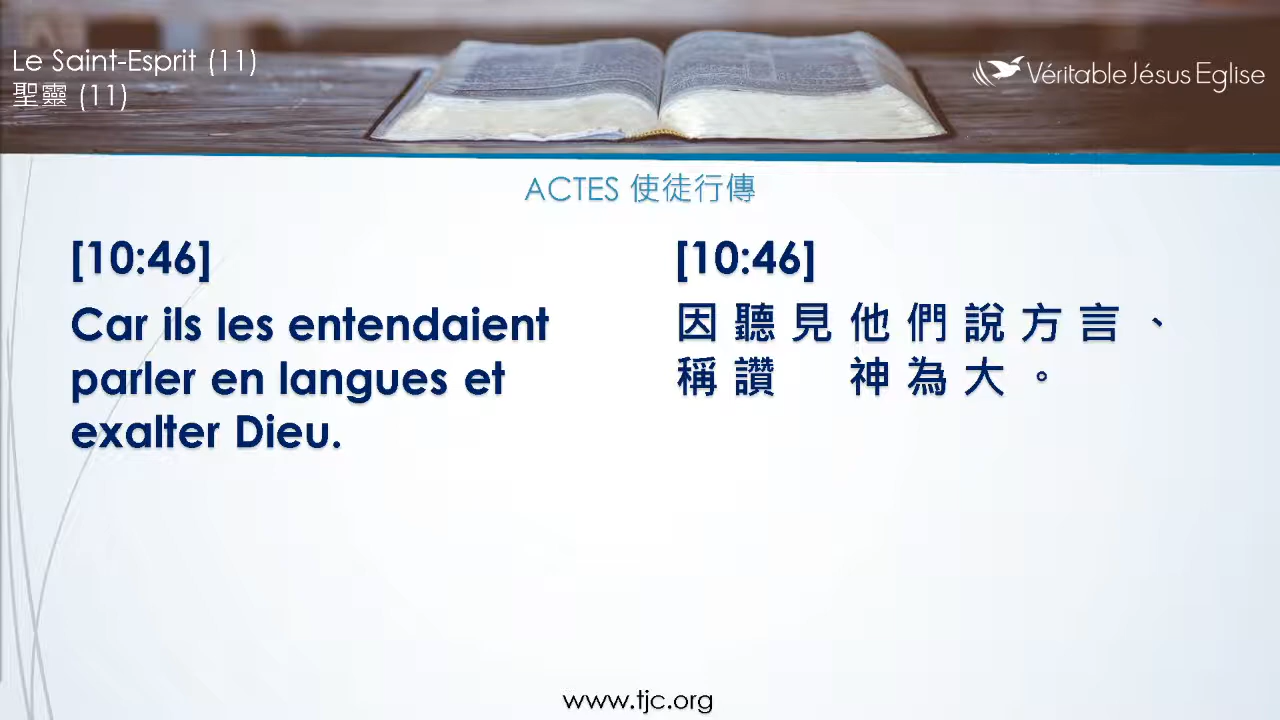 Le Saint-Esprit (11)
聖靈 (11)
Véritable Jésus Eglise
ACTES 使徒行傳
[10:46]
Car ils les entendaient
parler en langues et
exalter Dieu.
[10:46]
因聽見他們說方言、
稱讚　神為大。
www.tjc.org